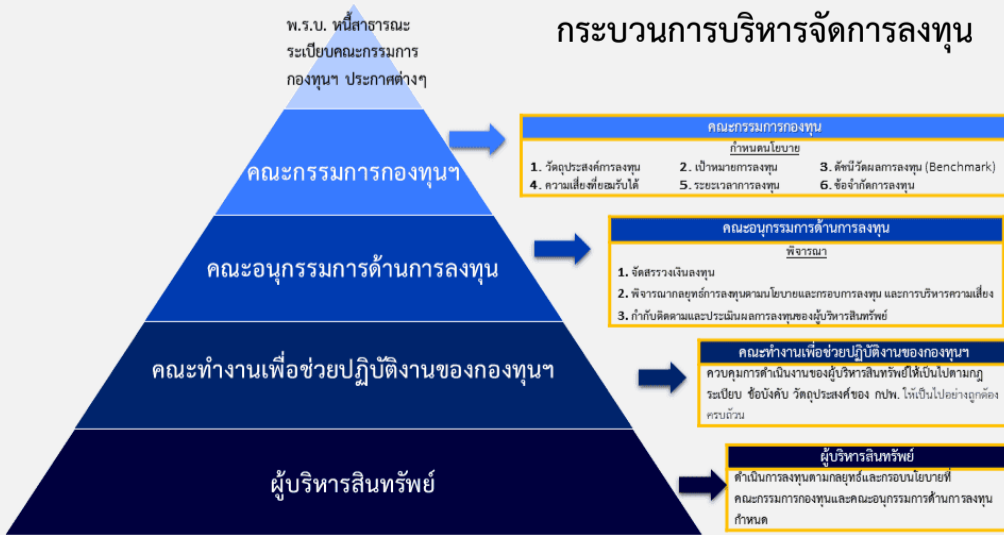 กระบวนการบริหารจัดการลงทุน
พ.ร.บ. หนี้สาธารณะ
ระเบียบคณะกรรมการ
กองทุนฯ ประกาศต่างๆ
คณะกรรมการกองทุนฯ
คณะกรรมการกองทุน
กำหนดนโยบาย
1. วัตถุประสงค์การลงทุน 2. เป้าหมายการลงทุน 3. ดัชนีวัดผลการลงทุน (Benchmark)
4. ความเสี่ยงที่ยอมรับได้ 5. ระยะเวลาการลงทุน 6. ข้อจำกัดการลงทุน
คณะอนุกรรมการด้านการลงทุน
คณะอนุกรรมการด้านการลงทุน
พิจารณา
1. จัดสรรวงเงินลงทุน
2. พิจารณากลยุทธ์การลงทุนตามนโยบายและกรอบการลงทุน และการบริหารความเสี่ยง
3. กำกับติดตามและประเมินผลการลงทุนของผู้บริหารสินทรัพย์
คณะทำงานเพื่อช่วยปฏิบัติงานของกองทุนฯ
คณะทำงานเพื่อช่วยปฏิบัติงานของกองทุนฯ
ควบคุมการดำเนินงานของผู้บริหารสินทรัพย์ให้เป็นไปตามกฎ
ระเบียบ ข้อบังคับ วัตถุประสงค์ของ กปพ. ให้เป็นไปอย่างถูกต้อง
ครบถ้วน
ผู้บริหารสินทรัพย์
ผู้บริหารสินทรัพย์
ดำเนินการลงทุนตามกลยุทธ์และกรอบนโยบายที่
คณะกรรมการกองทุนและคณะอนุกรรมการด้านการลงทุน
กำหนด